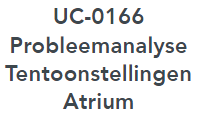 UC-0166
Probleemanalyse
Tentoonstellingen
Atrium